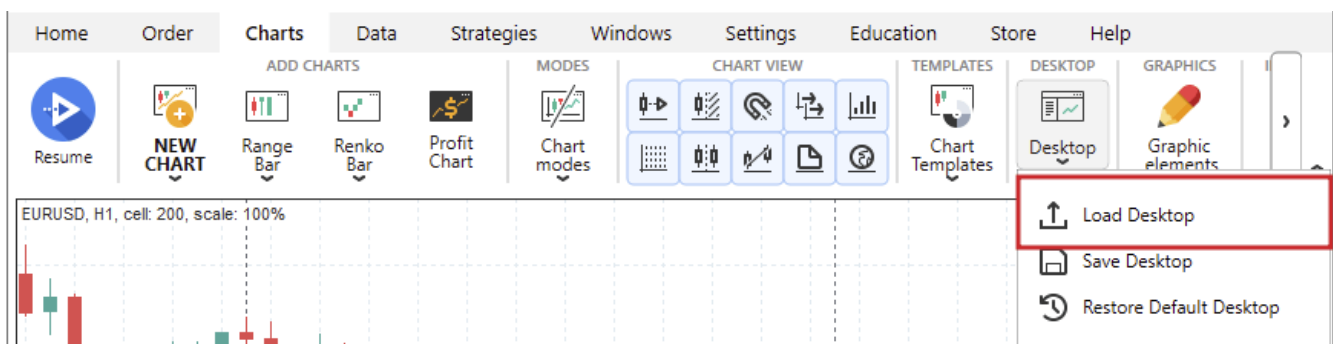 Home Order Charts Data Strategies Windows Settings Education Store Help
ADD CHARTS MODES CHART VIEW TEMPLATES DESKTOP GRAPHICS
Resume
NEW
CHART
Range
Bar
Renko
Bar
Profit
Chart
Chart
modes
Chart
Templates
Desktop
Graphic
elements
EURUSD, H1, cell: 200, scale: 100%
Load Desktop
Save Desktop
Restore Default Desktop